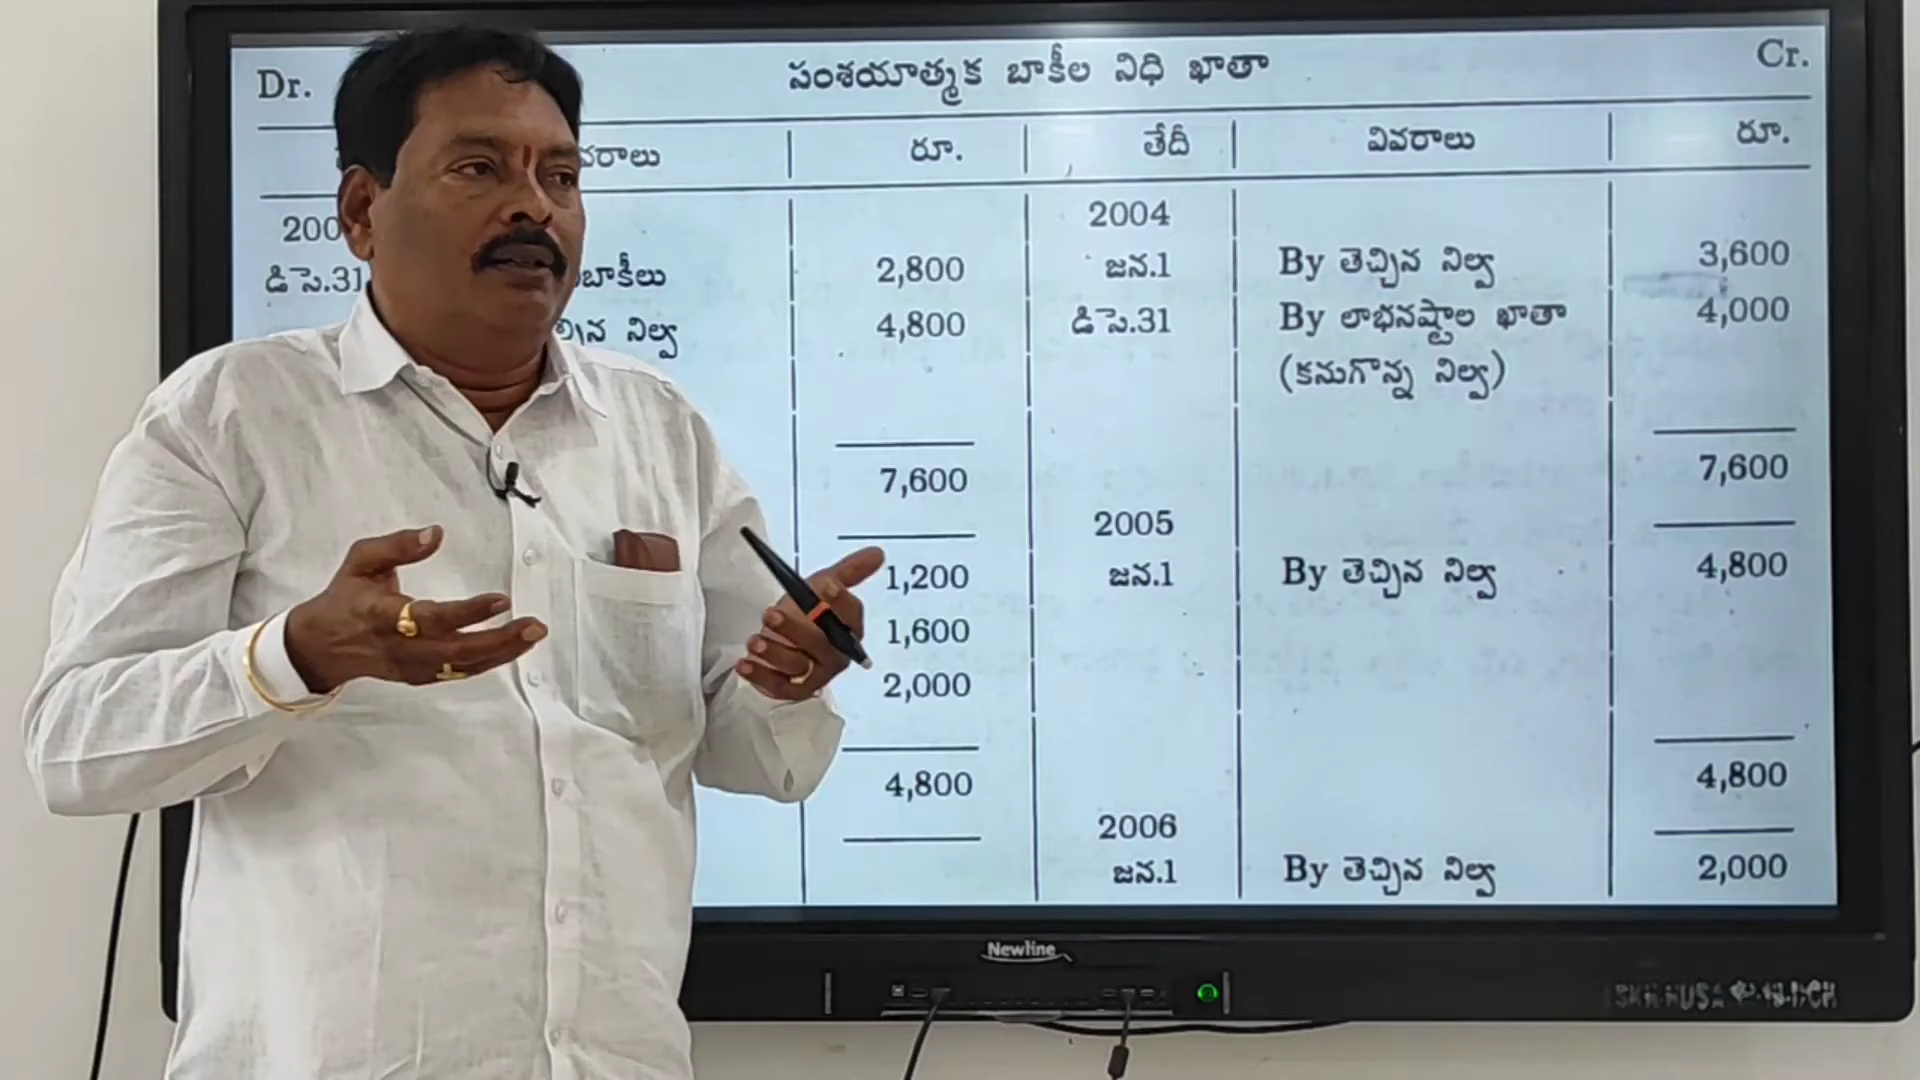 Dr. సంశయాత్మక బాకీల నిధి ఖాతా Cr.
రూ. తేదీ వివరాలు రూ.
2004
డిసె.31 2,800 జన.1 By తెచ్చిన నిల్వ 3,600
నిల్వ 4,800 డిసె.31 By లాభనష్టాల ఖాతా 4,000
(కనుగొన్న నిల్వ)
7,600 7,600
2005
1,200 జన.1 By తెచ్చిన నిల్వ 4,800
1,600
2,000
4,800 4,800
2006
జన.1 By తెచ్చిన నిల్వ 2,000
Newline